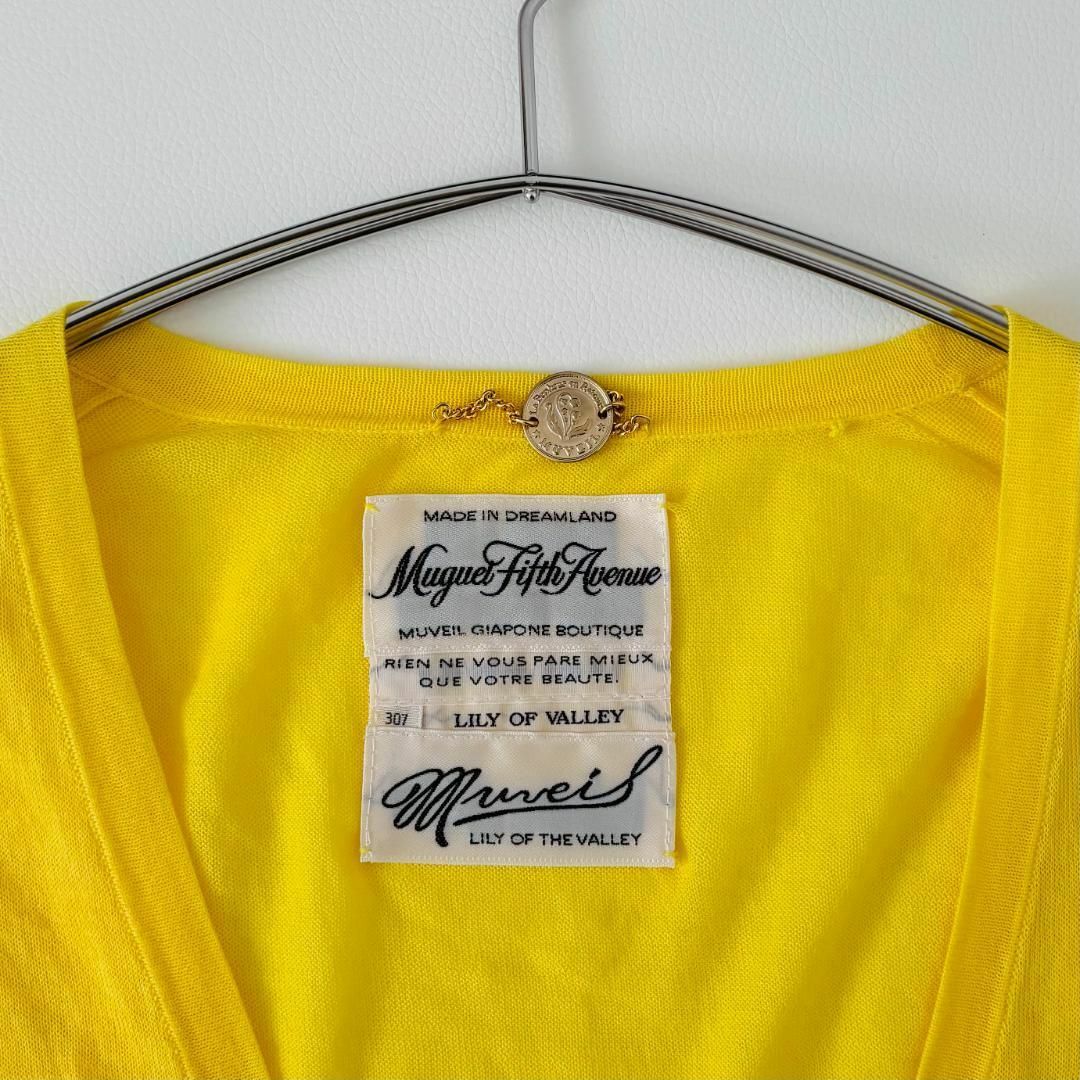 MUVEIL
MADE IN DREAMLAND
Muguet Fifth Avenue
MUVEIL GIAPONE BOUTIQUE
RIEN NE VOUS PARE MIEUX
QUE VOTRE BEAUTE.
307 LILY OF VALLEY
Muveil
LILY OF THE VALLEY